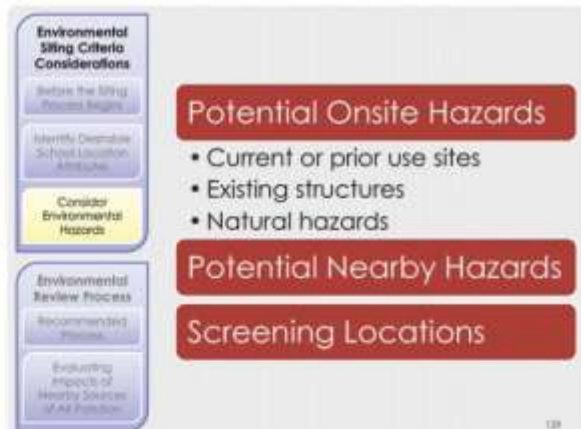 Environmental
Siting Criteria
Considerations
Before the Siting
Process Begins
Identify Desirable
School Location
Attributes
Consider
Environmental
Hazards
Environmental
Review Process
Recommended
Process
Evaluating
Impacts of
Nearby Sources
of Air Pollution
Potential Onsite Hazards
• Current or prior use sites
• Existing structures
• Natural hazards
Potential Nearby Hazards
Screening Locations